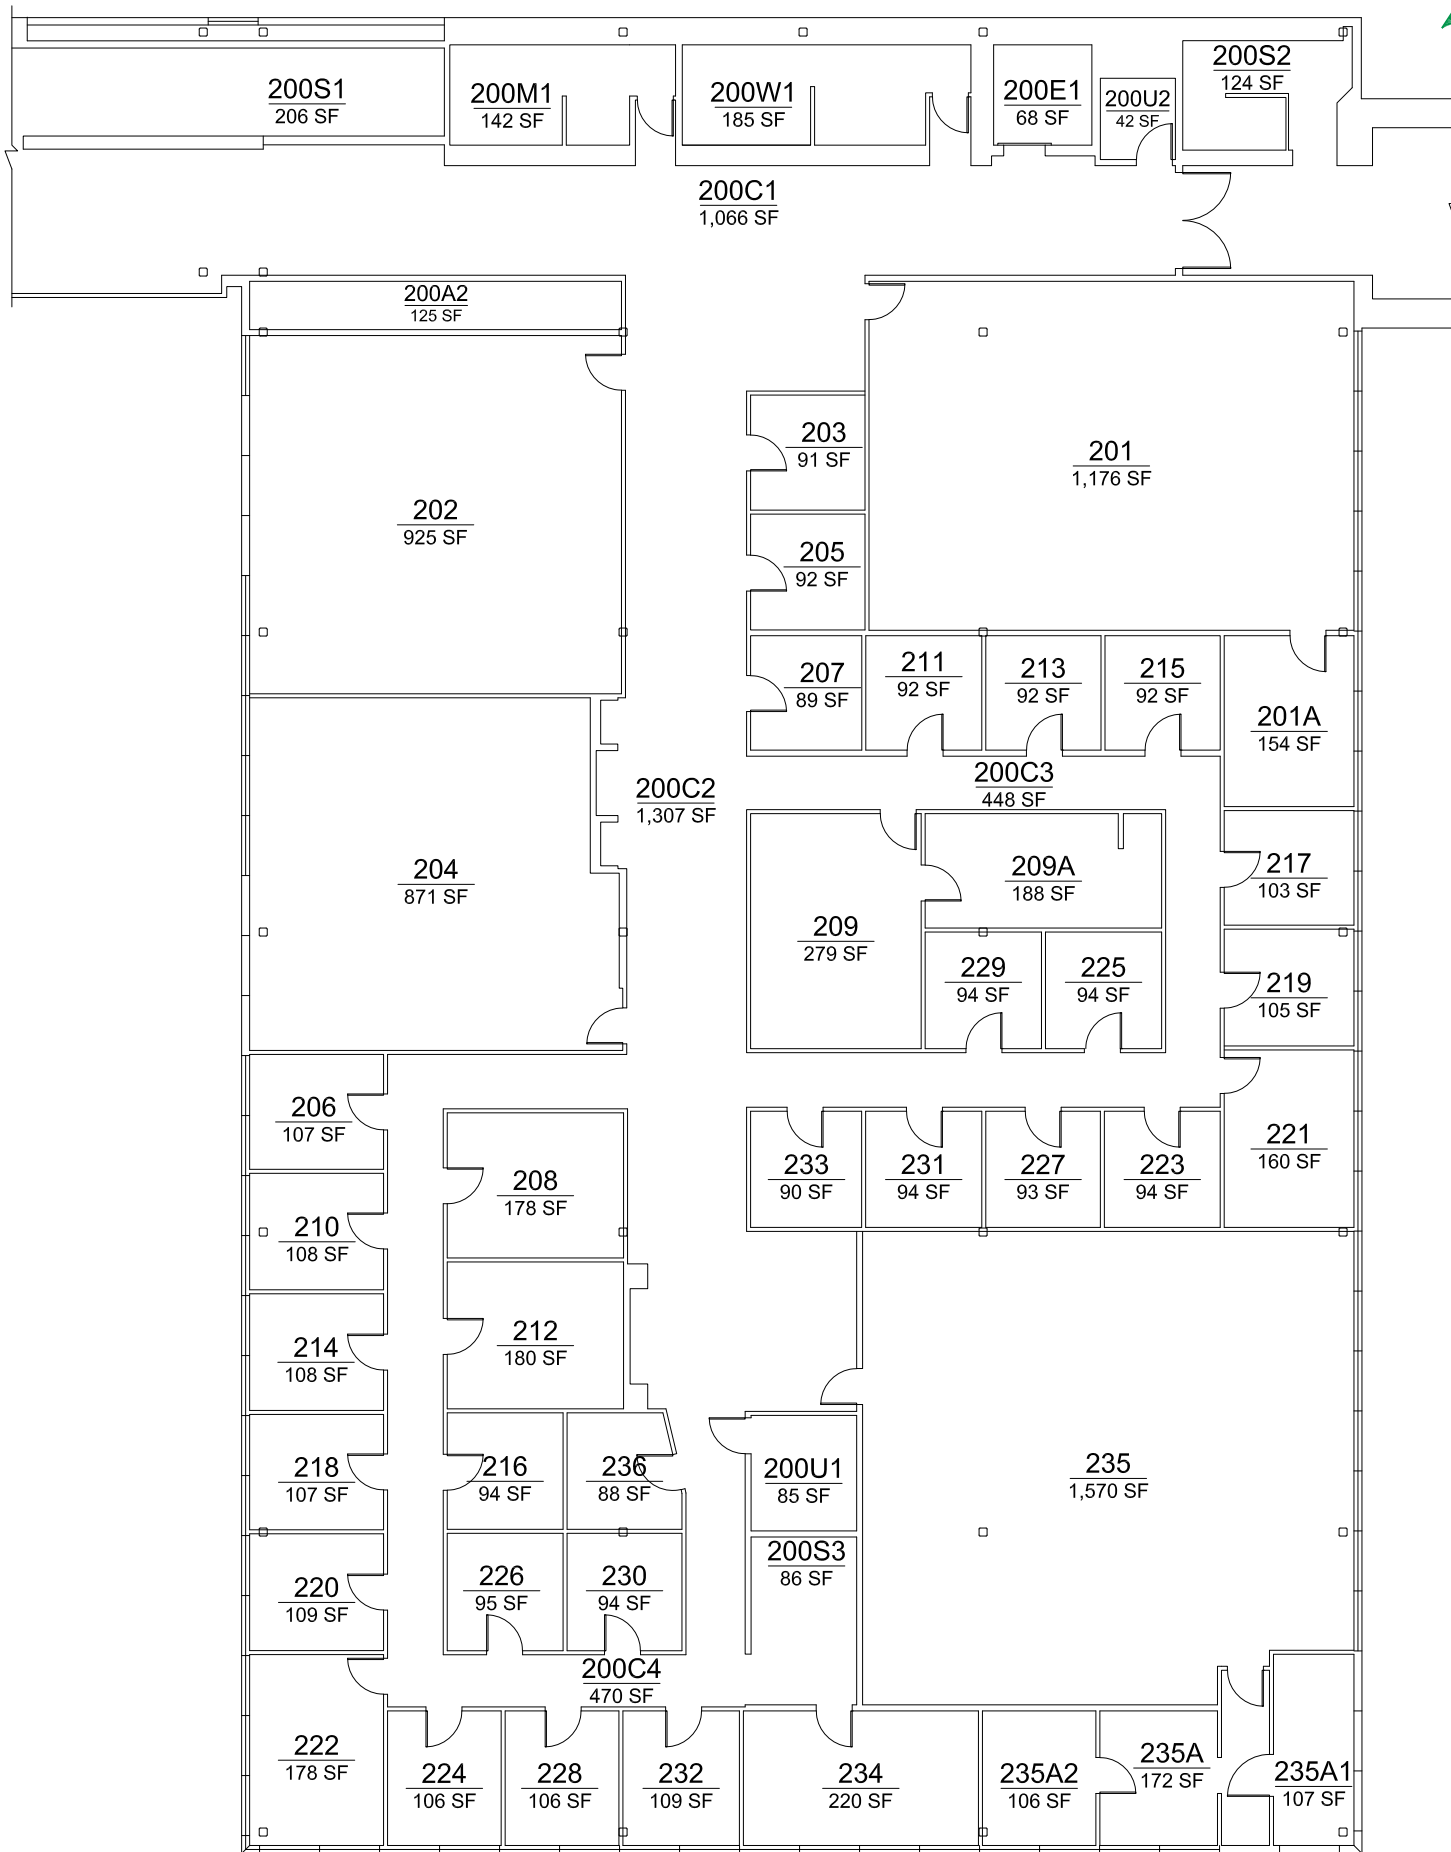 200S1
206 SF
200M1
142 SF
200W1
185 SF
200E1
68 SF
200U2
42 SF
200S2
124 SF
200C1
1,066 SF
200A2
125 SF
203
91 SF
201
1,176 SF
202
925 SF
205
92 SF
207
89 SF
211
92 SF
213
92 SF
215
92 SF
201A
154 SF
200C2
1,307 SF
200C3
448 SF
204
871 SF
209A
188 SF
217
103 SF
209
279 SF
229
94 SF
225
94 SF
219
105 SF
206
107 SF
208
178 SF
233
90 SF
231
94 SF
227
93 SF
223
94 SF
221
160 SF
210
108 SF
214
108 SF
212
180 SF
218
107 SF
216
94 SF
236
88 SF
200U1
85 SF
235
1,570 SF
220
109 SF
226
95 SF
230
94 SF
200S3
86 SF
200C4
470 SF
222
178 SF
224
106 SF
228
106 SF
232
109 SF
234
220 SF
235A2
106 SF
235A
172 SF
235A1
107 SF